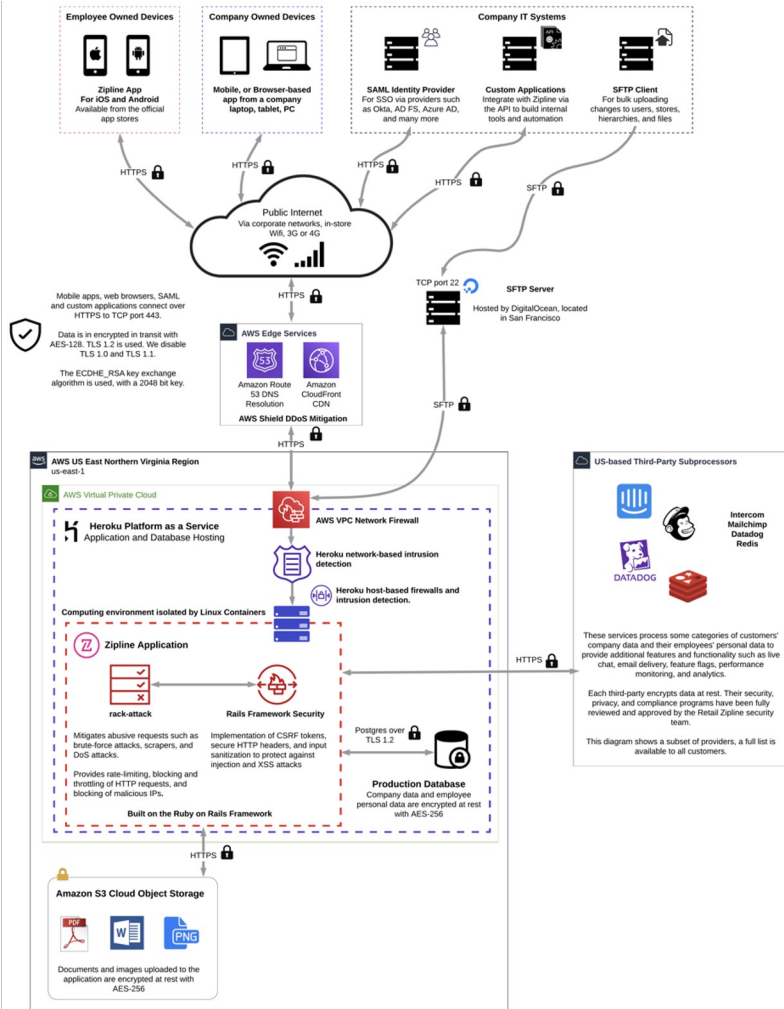 Employee Owned Devices
Zipline App
For iOS and Android
Available from the official
app stores
Company Owned Devices
Mobile, or Browser-based
app from a company
laptop, tablet, PC
Company IT Systems
SAML Identity Provider
For SSO via providers such
as Okta, AD FS, Azure AD,
and many more
API
Custom Applications
Integrate with Zipline via
the API to build internal
tools and automation
SFTP Client
For bulk uploading
changes to users, stores,
hierarchies, and files
HTTPS
HTTPS
HTTPS
HTTPS
SFTP
Public Internet
Via corporate networks, in-store
Wifi, 3G or 4G
HTTPS
TCP port 22
SFTP Server
Hosted by DigitalOcean, located
in San Francisco
Mobile apps, web browsers, SAML
and custom applications connect over
HTTPS to TCP port 443.
Data is in encrypted in transit with
AES-128. TLS 1.2 is used. We disable
TLS 1.0 and TLS 1.1.
The ECDHE_RSA key exchange
algorithm is used, with a 2048 bit key.
AWS Edge Services
53
Amazon Route
53 DNS
Resolution
Amazon
CloudFront
CDN
AWS Shield DDoS Mitigation
SFTP
HTTPS
aws
AWS US East Northern Virginia Region
us-east-1
AWS Virtual Private Cloud
AWS VPC Network Firewall
Heroku Platform as a Service
Application and Database Hosting
Heroku network-based intrusion
detection
Heroku host-based firewalls and
intrusion detection.
Computing environment isolated by Linux Containers
Zipline Application
rack-attack
Mitigates abusive requests such as
brute-force attacks, scrapers, and
DoS attacks.
Provides rate-limiting, blocking and
throttling of HTTP requests, and
blocking of malicious IPs.
Rails Framework Security
Implementation of CSRF tokens,
secure HTTP headers, and input
sanitization to protect against
injection and XSS attacks
Built on the Ruby on Rails Framework
Postgres over
TLS 1.2
Production Database
Company data and employee
personal data are encrypted at rest
with AES-256
HTTPS
US-based Third-Party Subprocessors
DATADOG
Intercom
Mailchimp
Datadog
Redis
These services process some categories of customers'
company data and their employees' personal data to
provide additional features and functionality such as live
chat, email delivery, feature flags, performance
monitoring, and analytics.
Each third-party encrypts data at rest. Their security,
privacy, and compliance programs have been fully
reviewed and approved by the Retail Zipline security
team.
This diagram shows a subset of providers, a full list is
available to all customers.
HTTPS
Amazon S3 Cloud Object Storage
PDF
W
PNG
Documents and images uploaded to the
application are encrypted at rest with
AES-256